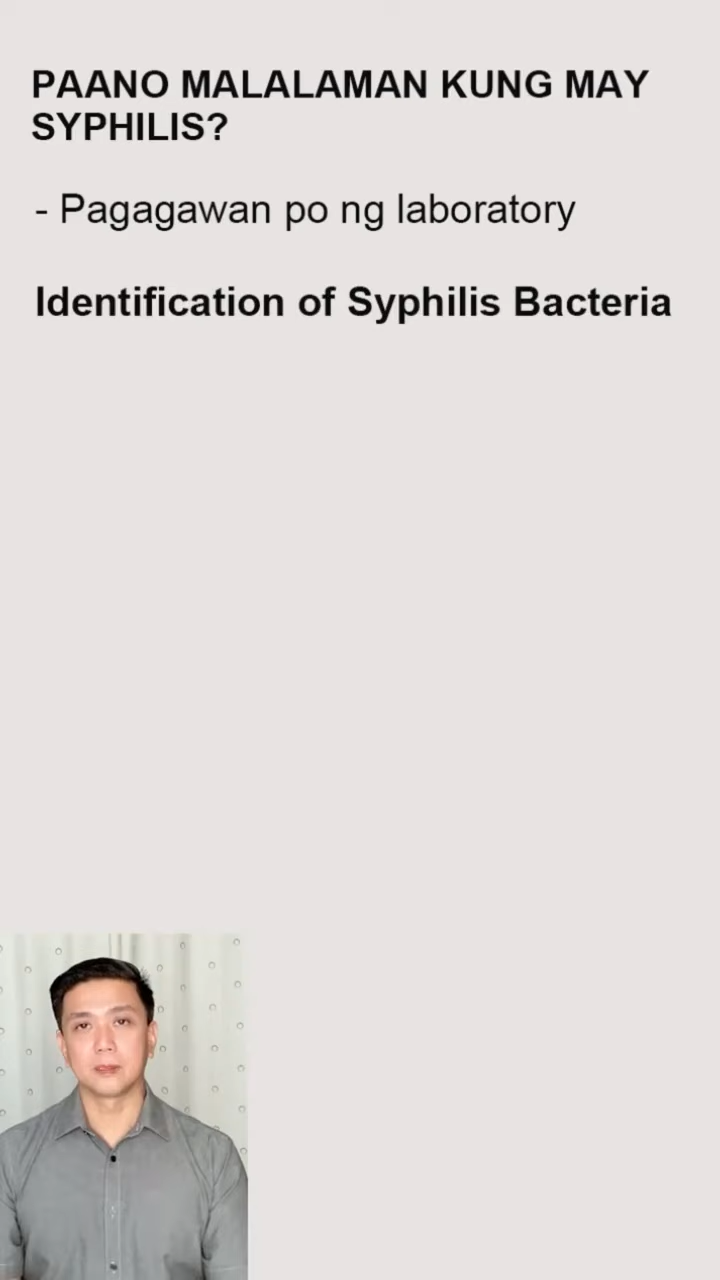 PAANO MALALAMAN KUNG MAY
SYPHILIS?
- Pagagawan po ng laboratory
Identification of Syphilis Bacteria